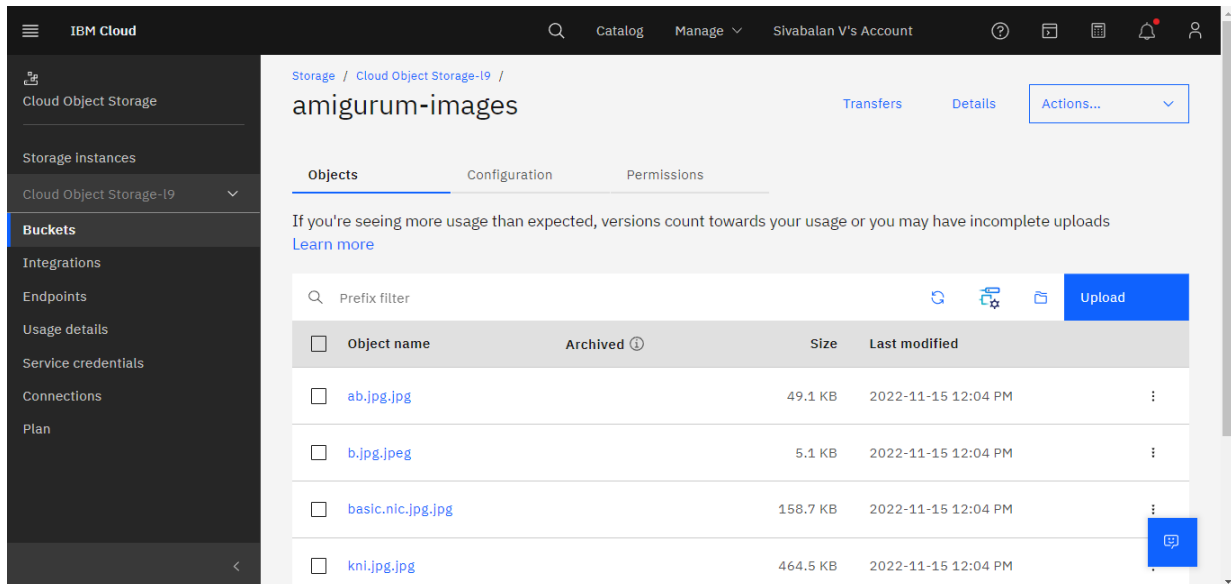 IBM Cloud
Catalog
Manage
Sivabalan V's Account
Cloud Object Storage
Storage instances
Cloud Object Storage-l9
Buckets
Integrations
Endpoints
Usage details
Service credentials
Connections
Plan
Storage / Cloud Object Storage-l9 /
amigurum-images
Transfers
Details
Actions...
Objects
Configuration
Permissions
If you're seeing more usage than expected, versions count towards your usage or you may have incomplete uploads
Learn more
Prefix filter
Upload
Object name Archived Size Last modified
ab.jpg.jpg 49.1 KB 2022-11-15 12:04 PM
b.jpg.jpeg 5.1 KB 2022-11-15 12:04 PM
basic.nic.jpg.jpg 158.7 KB 2022-11-15 12:04 PM
kni.jpg.jpg 464.5 KB 2022-11-15 12:04 PM